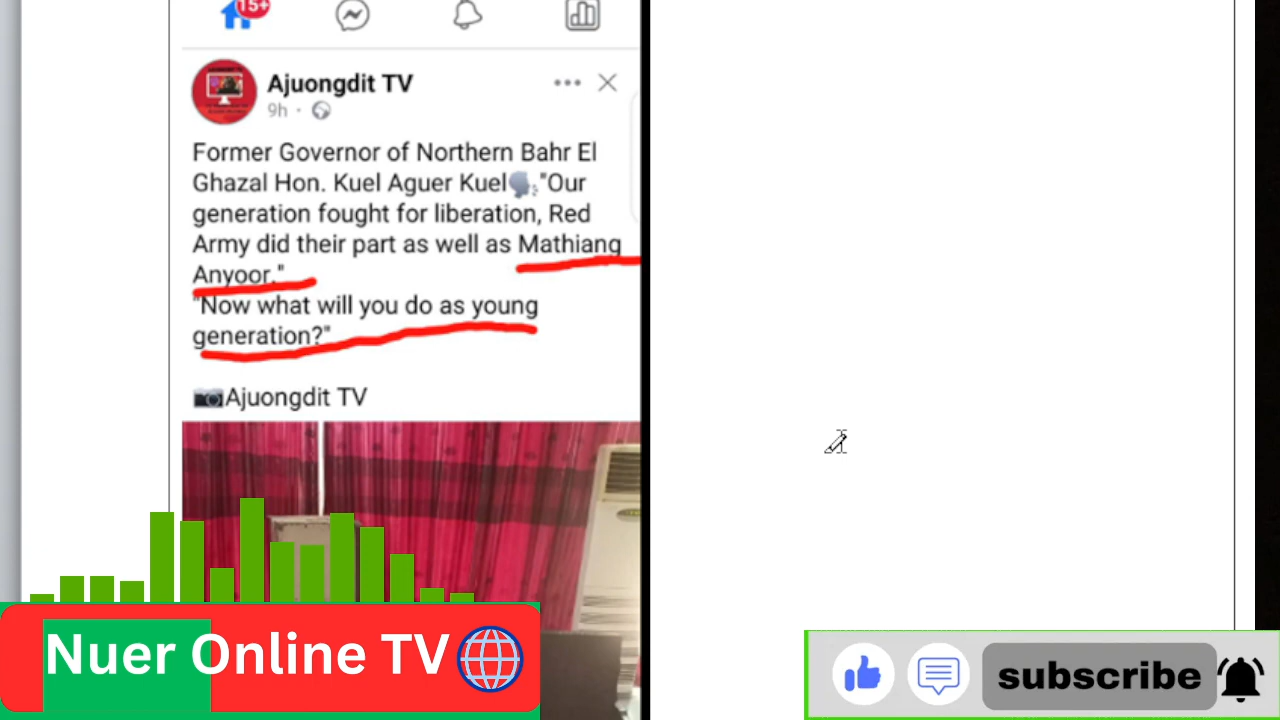 15+
Ajuongdit TV
9h ·
Former Governor of Northern Bahr El
Ghazal Hon. Kuel Aguer Kuel🗣️;"Our
generation fought for liberation, Red
Army did their part as well as Mathiang
Anyoor."
"Now what will you do as young
generation?"
📷Ajuongdit TV
Nuer Online TV
subscribe